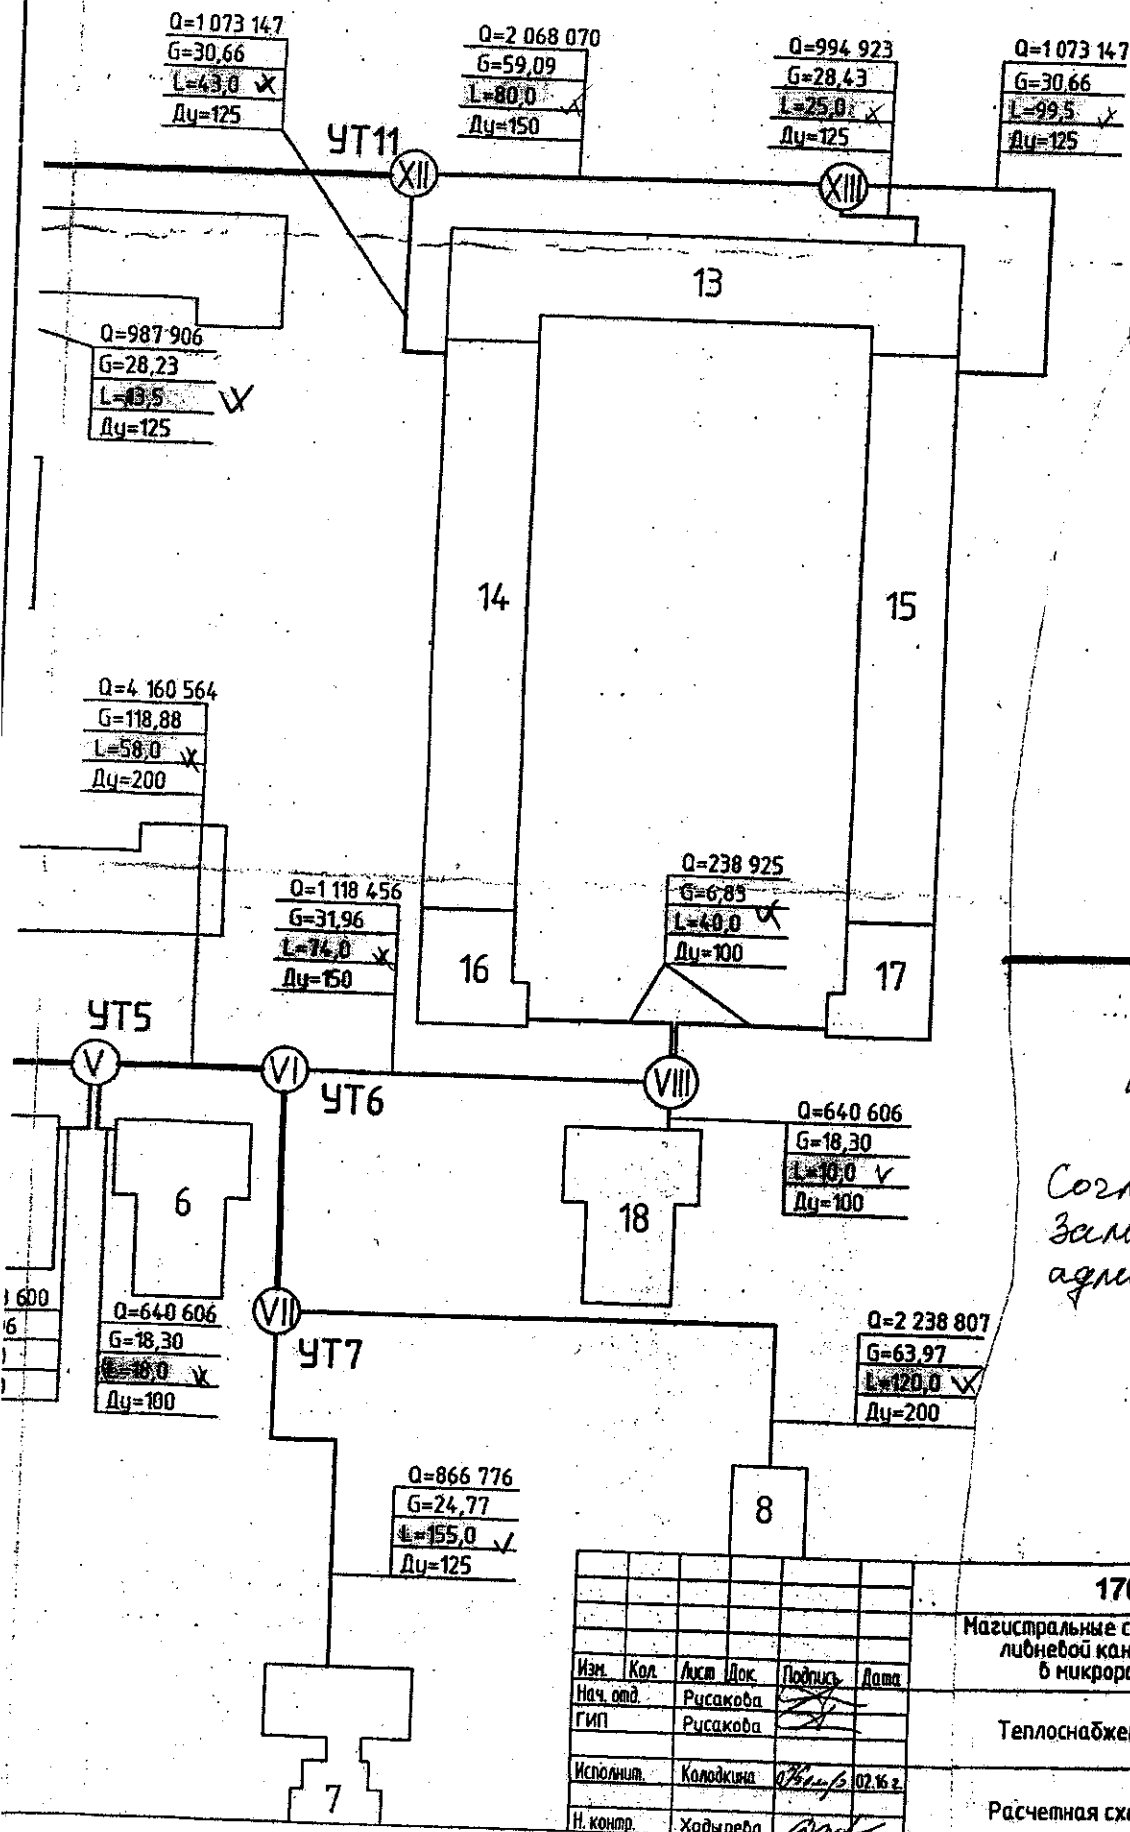 Q=1 073 147
G=30,66
L=43,0
Ду=125
Q=2 068 070
G=59,09
L=80,0
Ду=150
Q=994 923
G=28,43
L=25,0
Ду=125
Q=1 073 147
G=30,66
L=99,5
Ду=125
УТ11
XII
XIII
13
Q=987 906
G=28,23
Ду=125
14
15
Q=4 160 564
G=118,88
L=58,0
Ду=200
Q=1 118 456
G=31,96
L=74,0
Ду=150
Q=238 925
G=6,85
L=40,0
Ду=100
16
17
УТ5
V
VI
УТ6
VIII
Q=640 606
G=18,30
L=10,0
Ду=100
6
18
Q=640 606
G=18,30
L=18,0
Ду=100
VII
УТ7
Q=2 238 807
G=63,97
L=120,0
Ду=200
Q=866 776
G=24,77
L=155,0
Ду=125
8
7
Магистральные с
ливневой кан
в микрора
Изм. Кол. Лист Док. Подпись Дата
Нач. отд. Русакова
ГИП Русакова
Теплоснабже
Исполнит. Колодкина 02.16 г.
Расчетная схе
Н. контр.